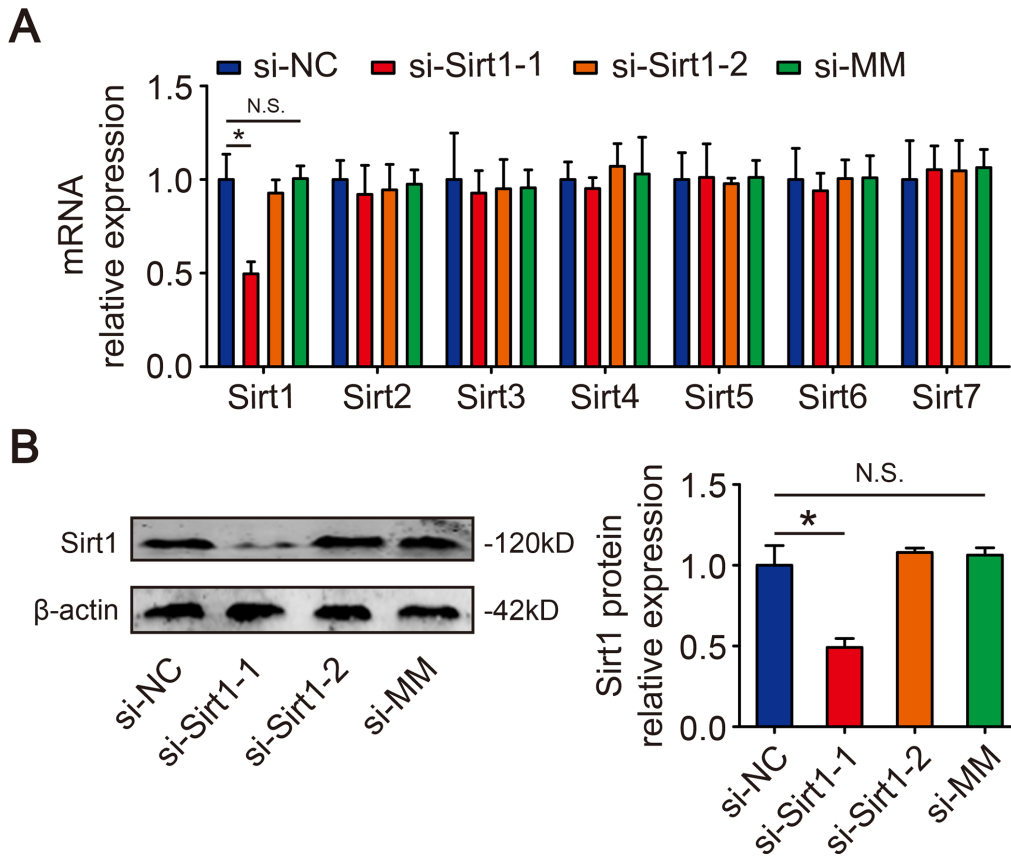 A
si-NC si-Sirt1-1 si-Sirt1-2 si-MM
mRNA
relative expression
1.5
1.0
0.5
0.0
N.S.
*
Sirt1 Sirt2 Sirt3 Sirt4 Sirt5 Sirt6 Sirt7
B
Sirt1 -120kD
β-actin -42kD
si-NC si-Sirt1-1 si-Sirt1-2 si-MM
Sirt1 protein
relative expression
1.5
1.0
0.5
0.0
N.S.
*
si-NC si-Sirt1-1 si-Sirt1-2 si-MM